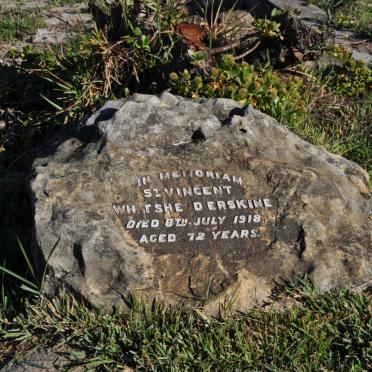 IN MEMORIAM
ST VINCENT
WHITSHED ERSKINE
DIED 8TH JULY 1918
AGED 72 YEARS.